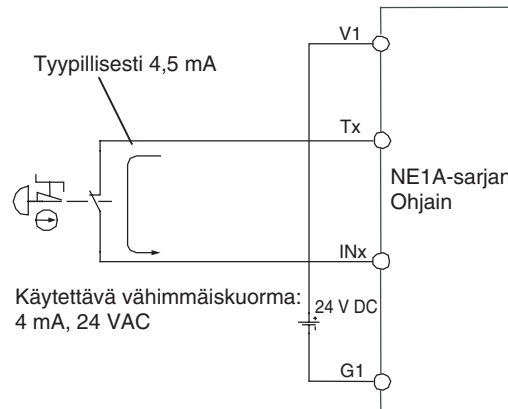 V1
Tyypillisesti 4,5 mA
Tx
NE1A-sarjan
Ohjain
INx
Käytettävä vähimmäiskuorma:
4 mA, 24 VAC
24 V DC
G1